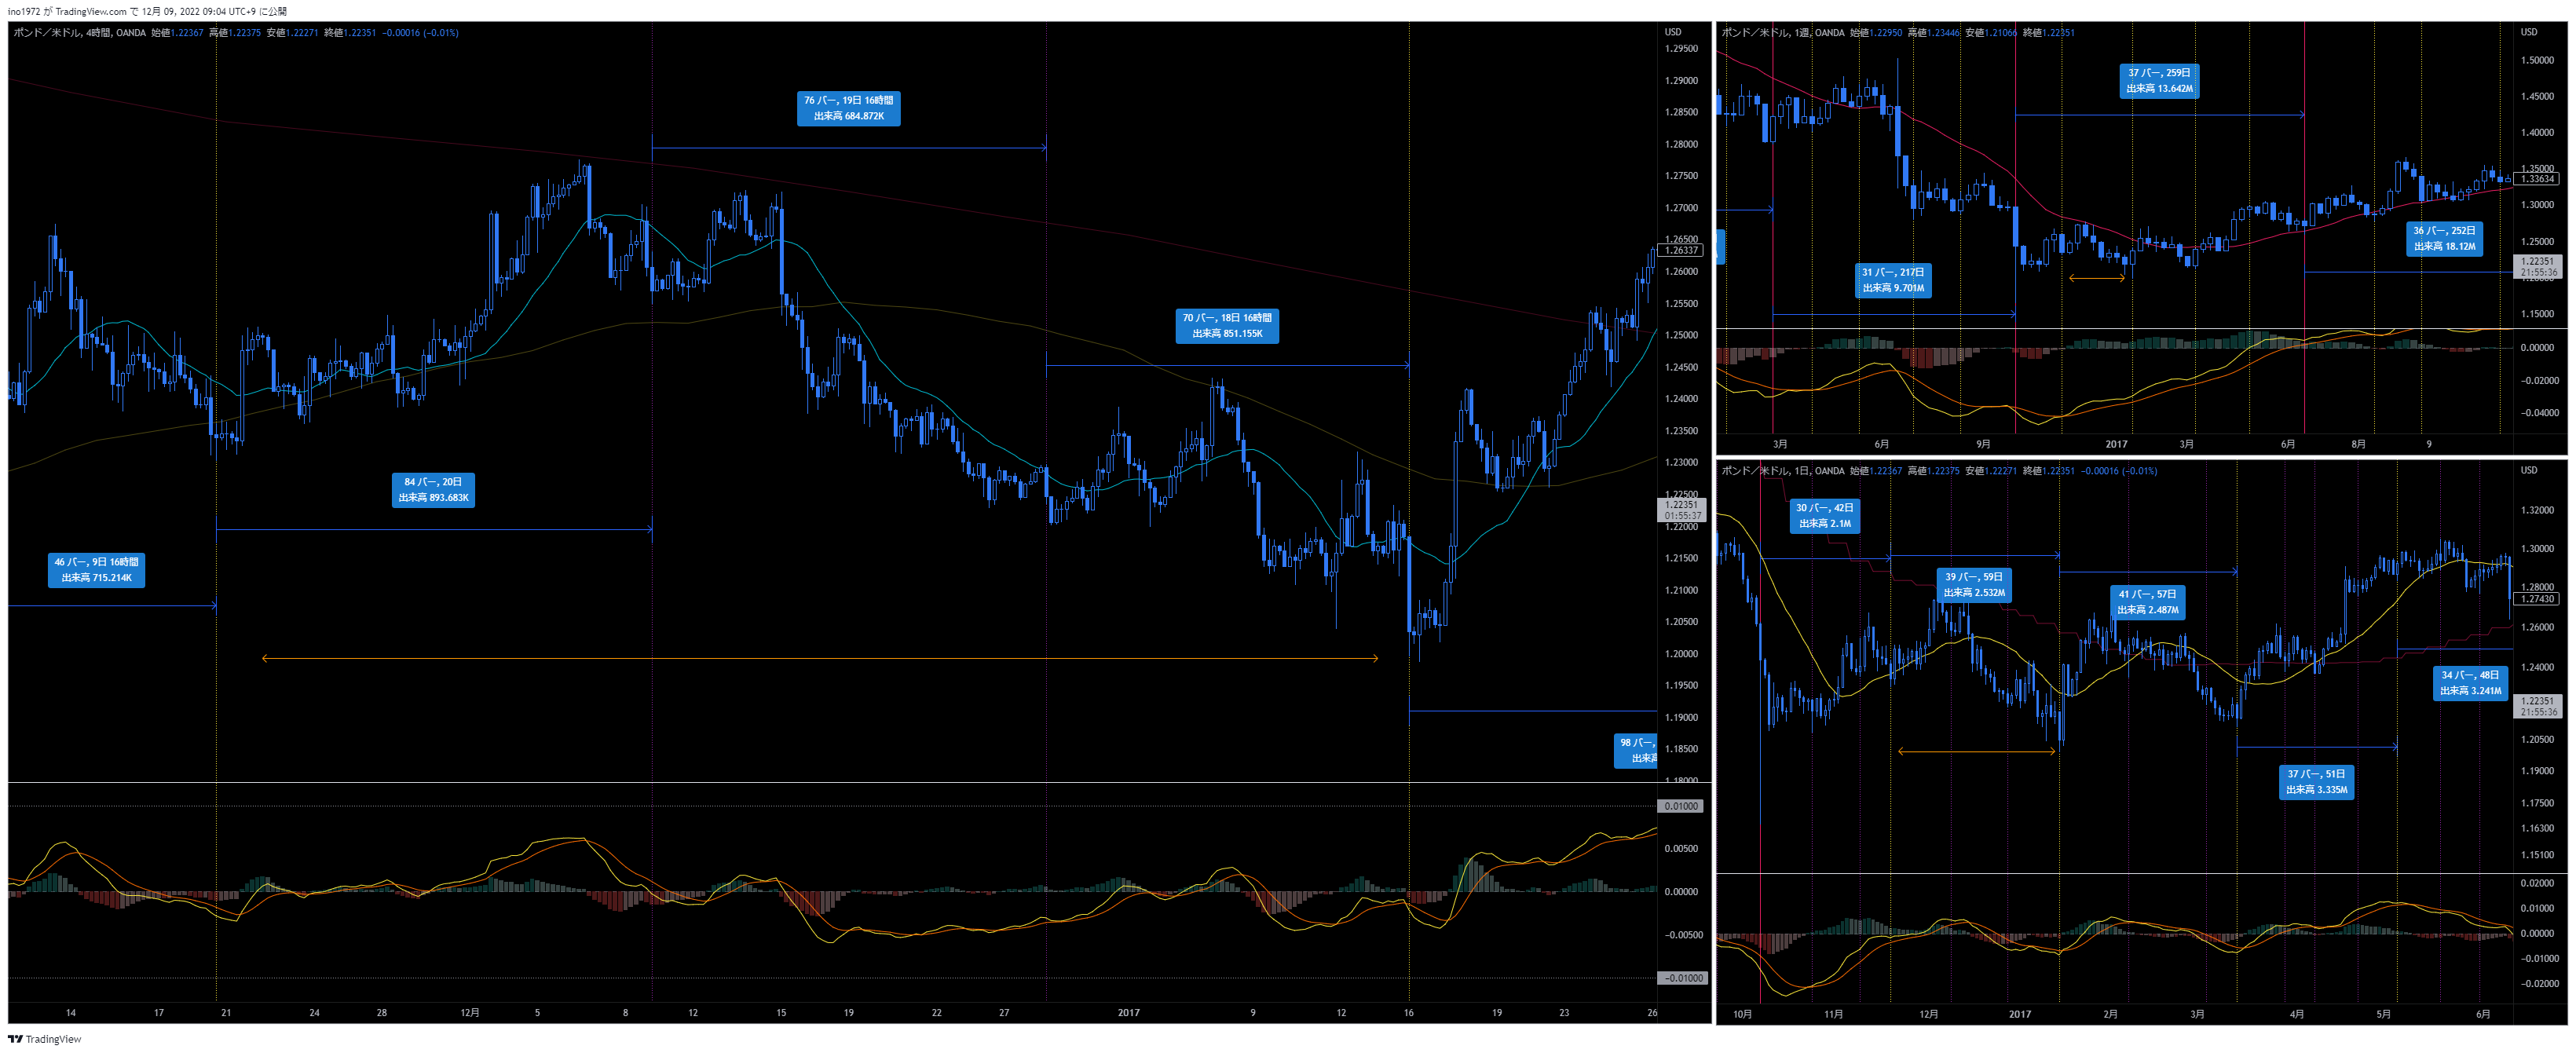 ino1972 が TradingView.com で 12月 09, 2022 09:04 UTC+9 に公開
ポンド／米ドル, 4時間, OANDA 始値1.22367 高値1.22375 安値1.22271 終値1.22351 −0.00016 (−0.01%)
USD
1.29500
1.29000
1.28500
1.28000
1.27500
1.27000
1.26500
1.26337
1.26000
1.25500
1.25000
1.24500
1.24000
1.23500
1.23000
1.22500
1.22351
01:55:37
1.22000
1.21500
1.21000
1.20500
1.20000
1.19500
1.19000
1.18500
1.18000
76 バー, 19日 16時間
出来高 684.872K
70 バー, 18日 16時間
出来高 851.155K
84 バー, 20日
出来高 893.683K
46 バー, 9日 16時間
出来高 715.214K
98 バー,
出来高
0.01000
0.00500
0.00000
−0.00500
−0.01000
14
17
21
24
28
12月
5
8
12
15
19
22
27
2017
9
12
16
19
23
26
ポンド／米ドル, 1週, OANDA 始値1.22950 高値1.23446 安値1.21066 終値1.22351
USD
1.50000
1.45000
1.40000
1.35000
1.33634
1.30000
1.25000
1.22351
21:55:36
1.15000
37 バー, 259日
出来高 13.642M
36 バー, 252日
出来高 18.12M
31 バー, 217日
出来高 9.701M
0.00000
−0.02000
−0.04000
3月
6月
9月
2017
3月
6月
8月
9
ポンド／米ドル, 1日, OANDA 始値1.22367 高値1.22375 安値1.22271 終値1.22351 −0.00016 (−0.01%)
USD
1.32000
1.30000
1.28000
1.27430
1.26000
1.24000
1.22351
21:55:36
1.20500
1.19000
1.17500
1.16300
1.15100
30 バー, 42日
出来高 2.1M
39 バー, 59日
出来高 2.532M
41 バー, 57日
出来高 2.487M
34 バー, 48日
出来高 3.241M
37 バー, 51日
出来高 3.335M
0.02000
0.01000
0.00000
−0.01000
−0.02000
10月
11月
12月
2017
2月
3月
4月
5月
6月
TradingView